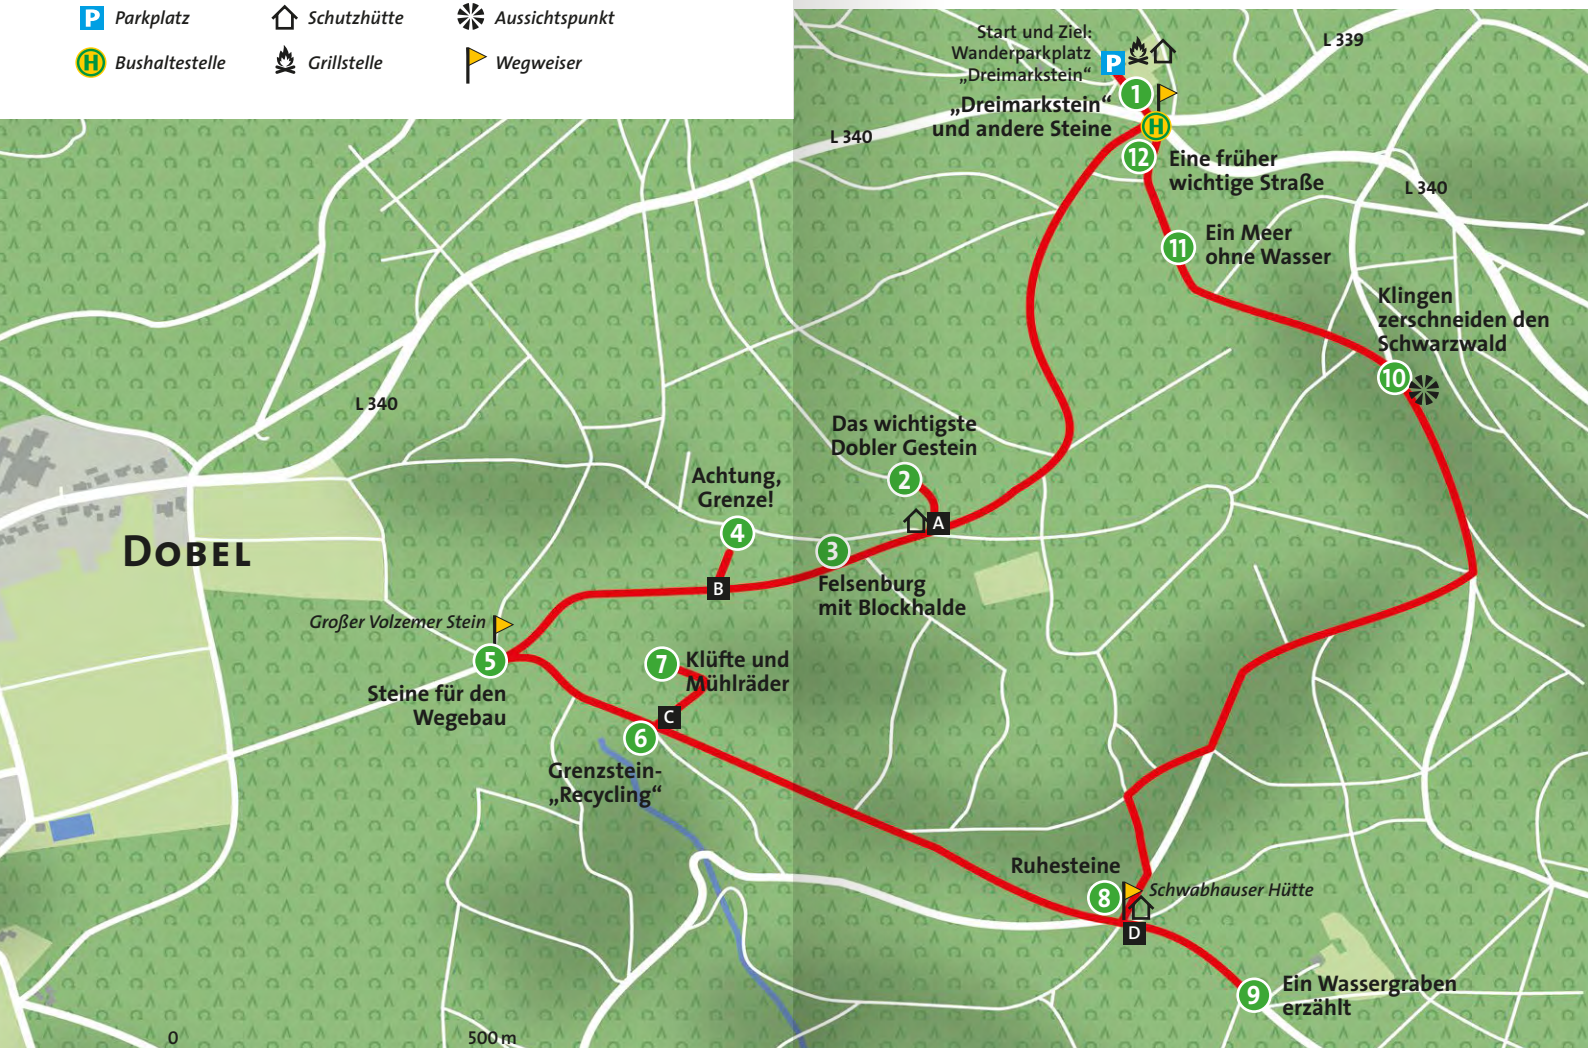 P Parkplatz
Schutzhütte
Aussichtspunkt
H Bushaltestelle
Grillstelle
Wegweiser
Start und Ziel:
Wanderparkplatz
„Dreimarkstein“
P
L 339
1
„Dreimarkstein“
und andere Steine
H
L 340
12
Eine früher
wichtige Straße
L 340
11
Ein Meer
ohne Wasser
Klingen
zerschneiden den
Schwarzwald
10
L 340
Das wichtigste
Dobler Gestein
2
A
Achtung,
Grenze!
4
3
Felsenburg
mit Blockhalde
DOBEL
B
Großer Volzemer Stein
5
Steine für den
Wegebau
7
Klüfte und
Mühlräder
C
6
Grenzstein-
„Recycling“
Ruhesteine
8
Schwabhauser Hütte
D
9
Ein Wassergraben
erzählt
0
500 m